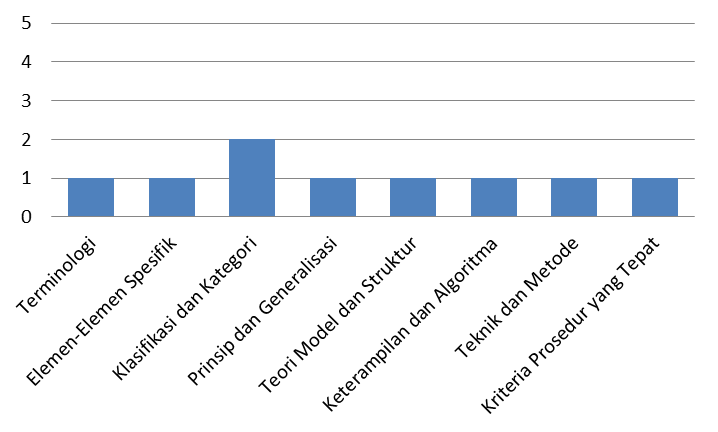 5
4
3
2
1
0
Terminologi
Elemen-Elemen Spesifik
Klasifikasi dan Kategori
Prinsip dan Generalisasi
Teori Model dan Struktur
Keterampilan dan Algoritma
Teknik dan Metode
Kriteria Prosedur yang Tepat